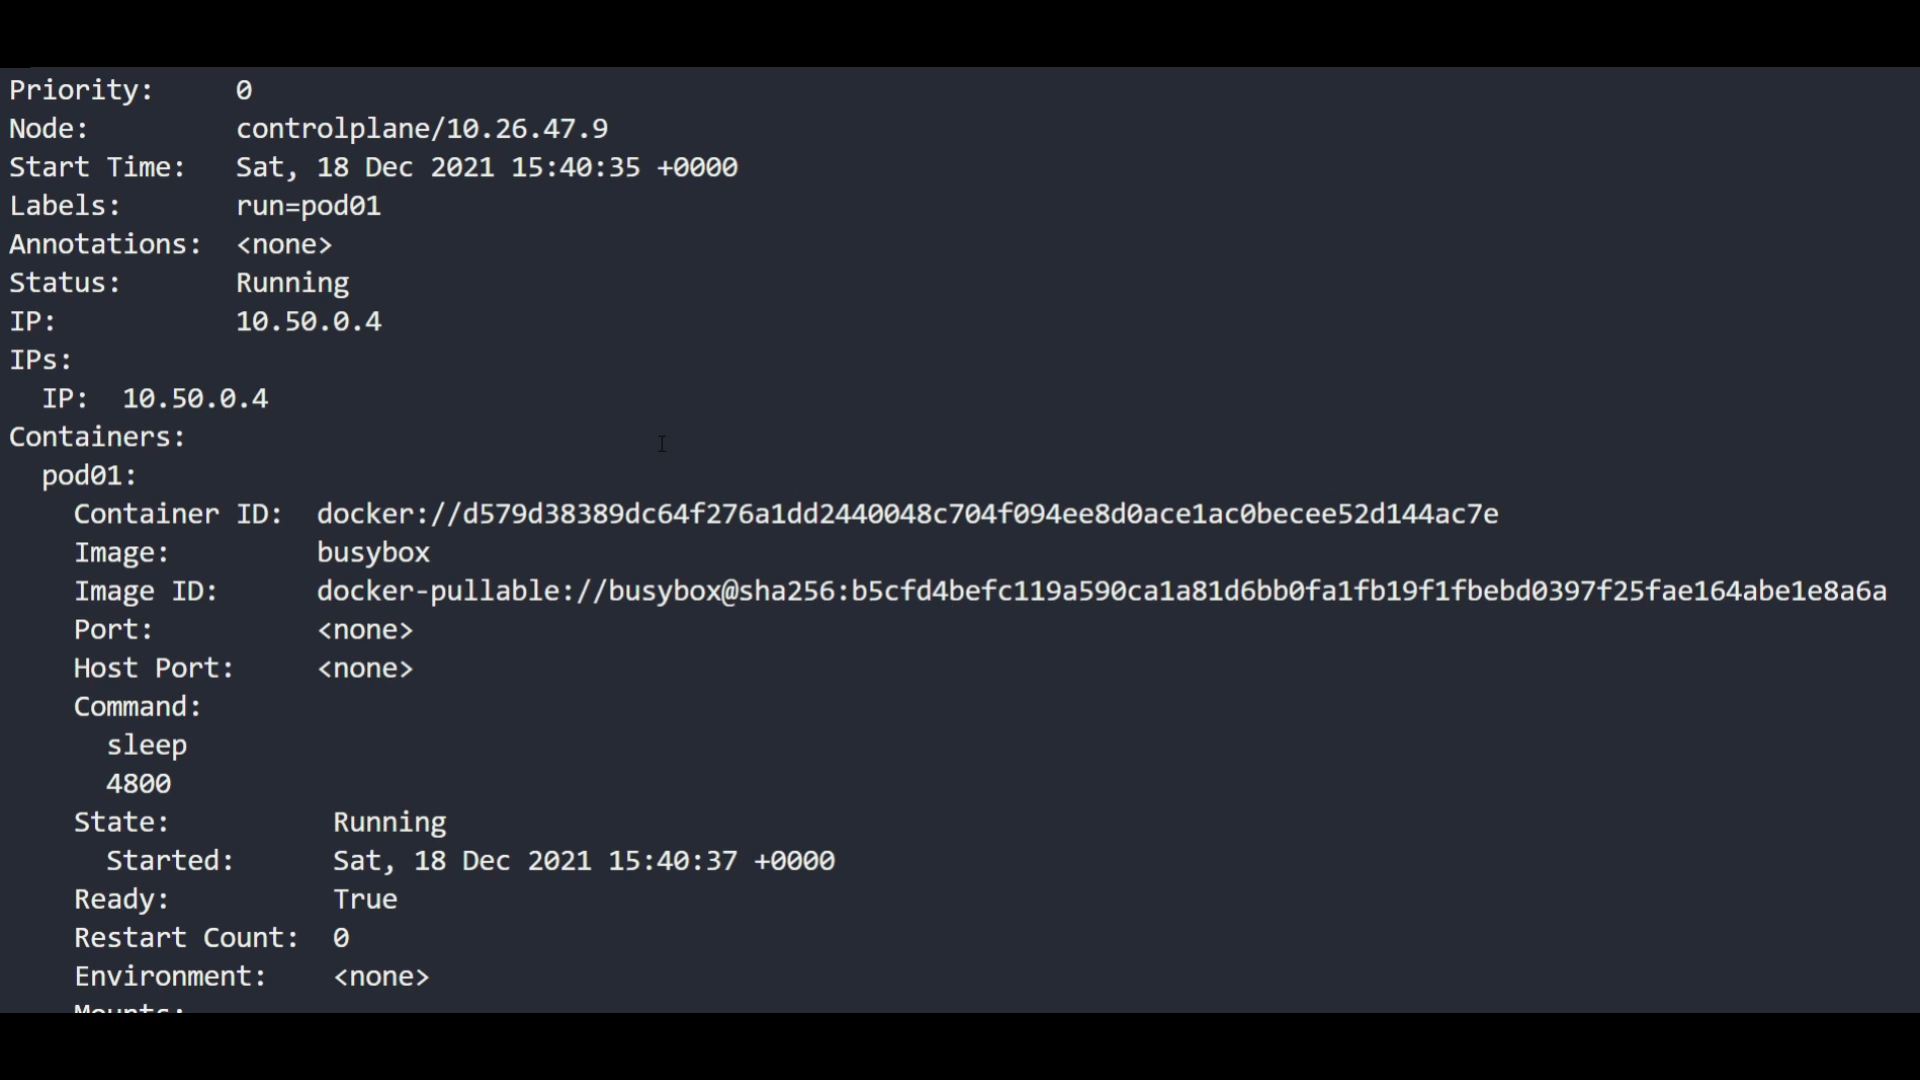 Priority:     0
Node:         controlplane/10.26.47.9
Start Time:   Sat, 18 Dec 2021 15:40:35 +0000
Labels:       run=pod01
Annotations:  <none>
Status:       Running
IP:           10.50.0.4
IPs:
  IP:  10.50.0.4
Containers:
  pod01:
    Container ID:  docker://d579d38389dc64f276a1dd2440048c704f094ee8d0ace1ac0becee52d144ac7e
    Image:         busybox
    Image ID:      docker-pullable://busybox@sha256:b5cfd4befc119a590ca1a81d6bb0fa1fb19f1fbebd0397f25fae164abe1e8a6a
    Port:          <none>
    Host Port:     <none>
    Command:
      sleep
      4800
    State:          Running
      Started:      Sat, 18 Dec 2021 15:40:37 +0000
    Ready:          True
    Restart Count:  0
    Environment:    <none>
    Mounts: